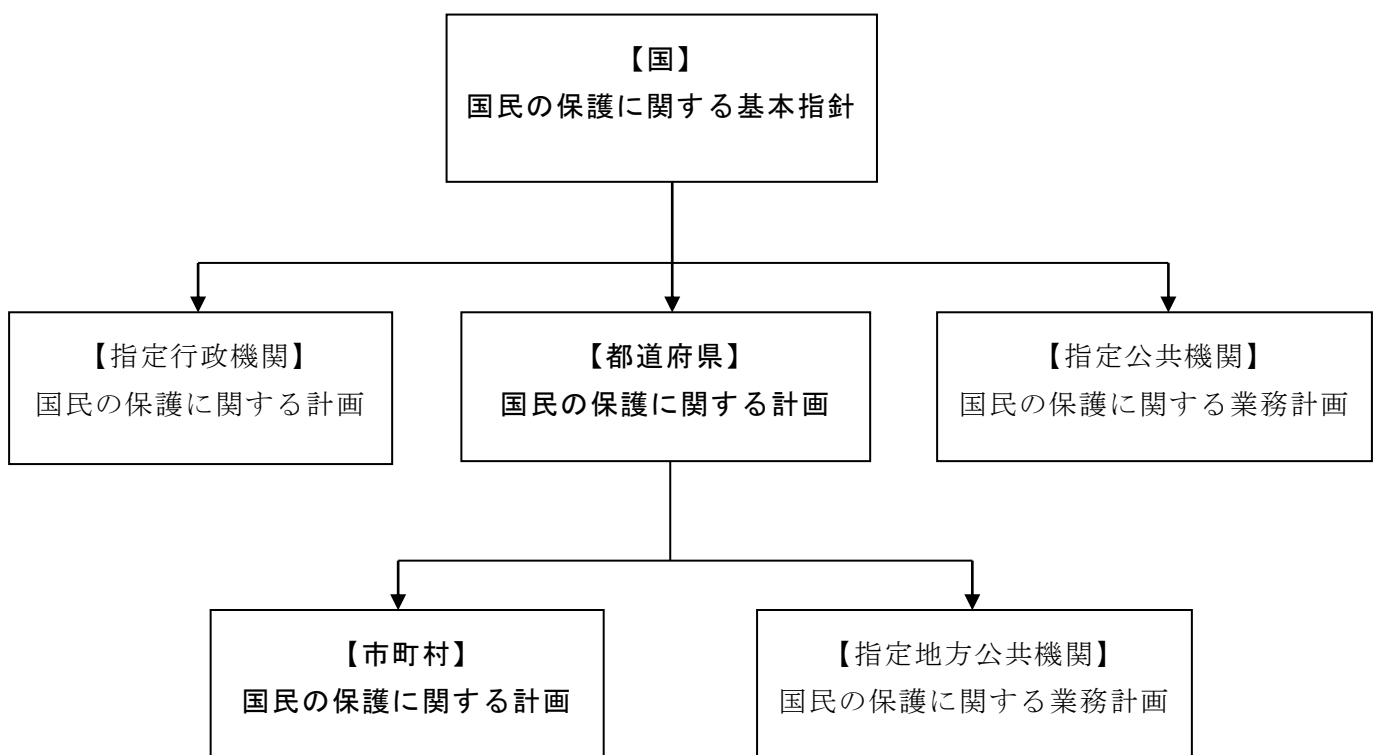 【国】
国民の保護に関する基本指針
【指定行政機関】
国民の保護に関する計画
【都道府県】
国民の保護に関する計画
【指定公共機関】
国民の保護に関する業務計画
【市町村】
国民の保護に関する計画
【指定地方公共機関】
国民の保護に関する業務計画